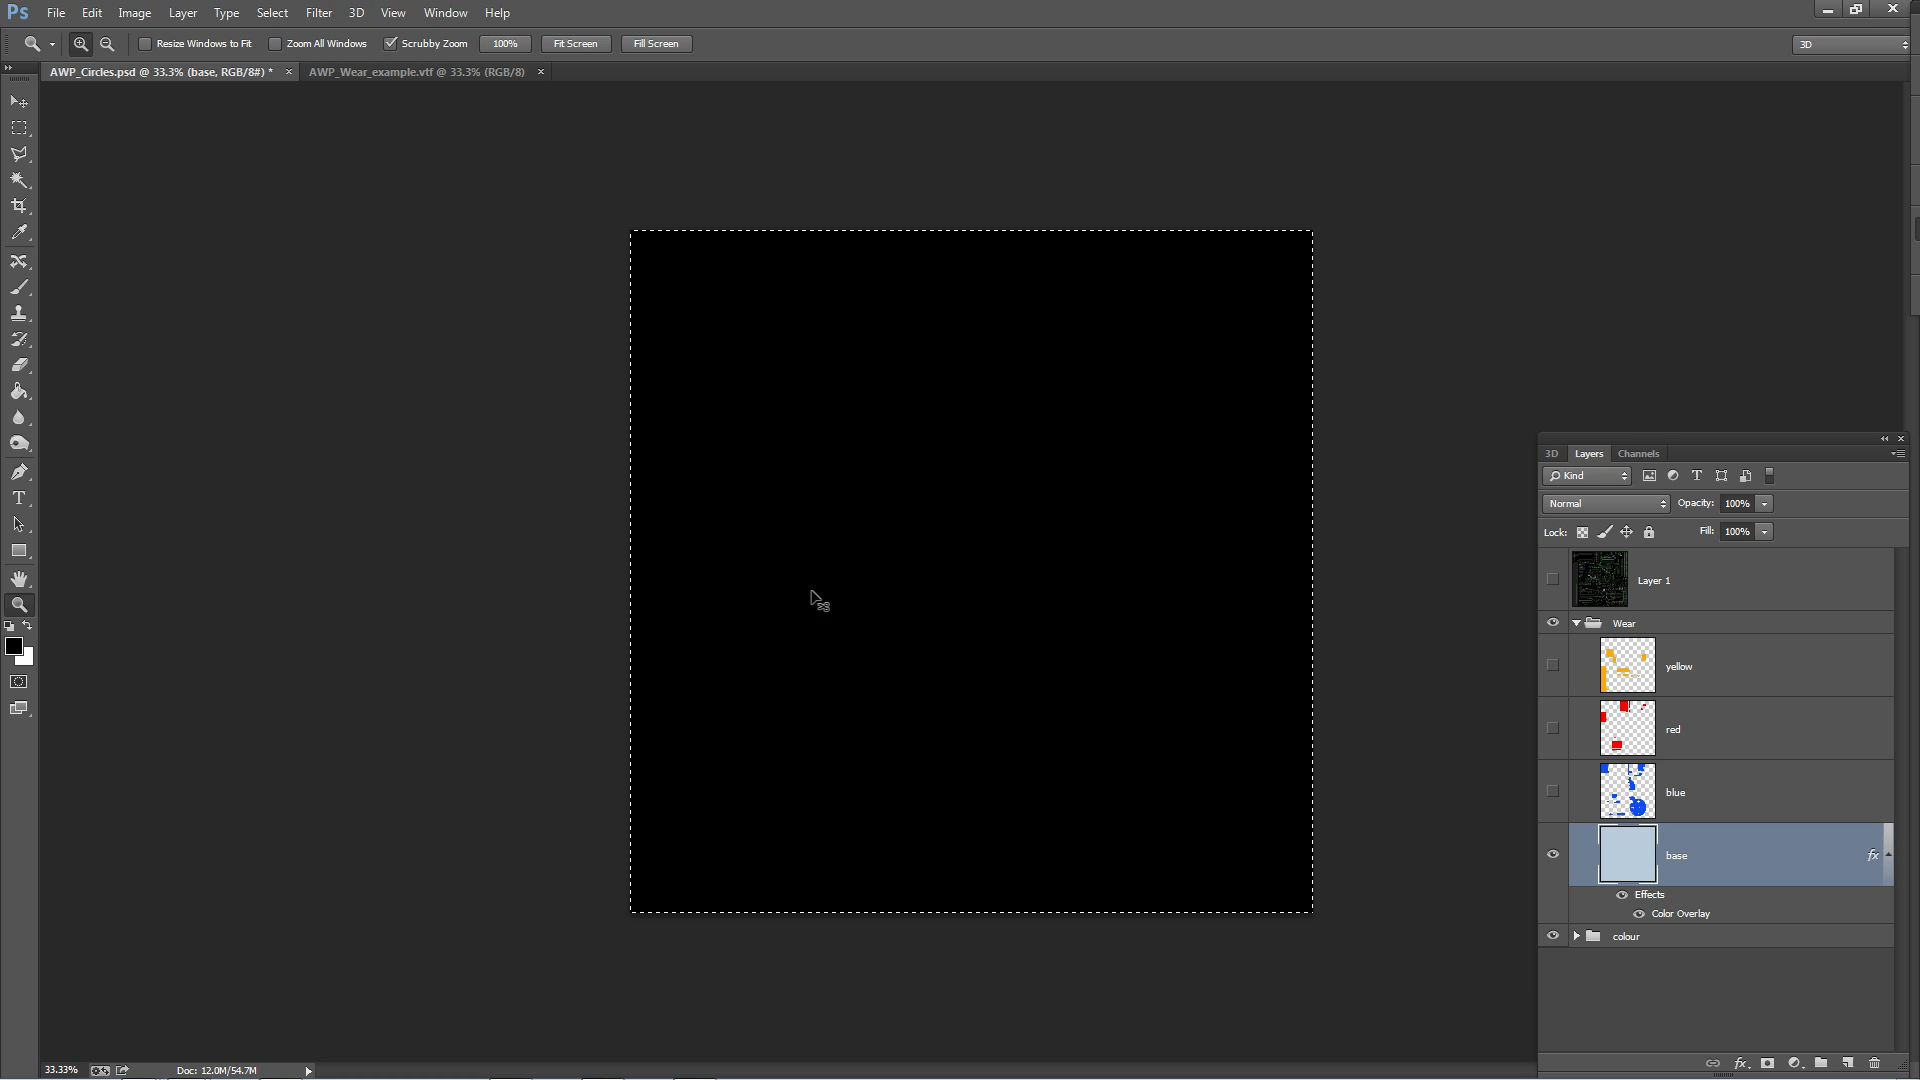 Ps File Edit Image Layer Type Select Filter 3D View Window Help
Resize Windows to Fit Zoom All Windows Scrubby Zoom 100% Fit Screen Fill Screen 3D
AWP_Circles.psd @ 33.3% (base, RGB/8#) * AWP_Wear_example.vtf @ 33.3% (RGB/8)
3D Layers Channels
Kind
Normal Opacity: 100%
Lock: Fill: 100%
Layer 1
Wear
yellow
red
blue
base fx
Effects
Color Overlay
colour
33.33% Doc: 12.0M/54.7M